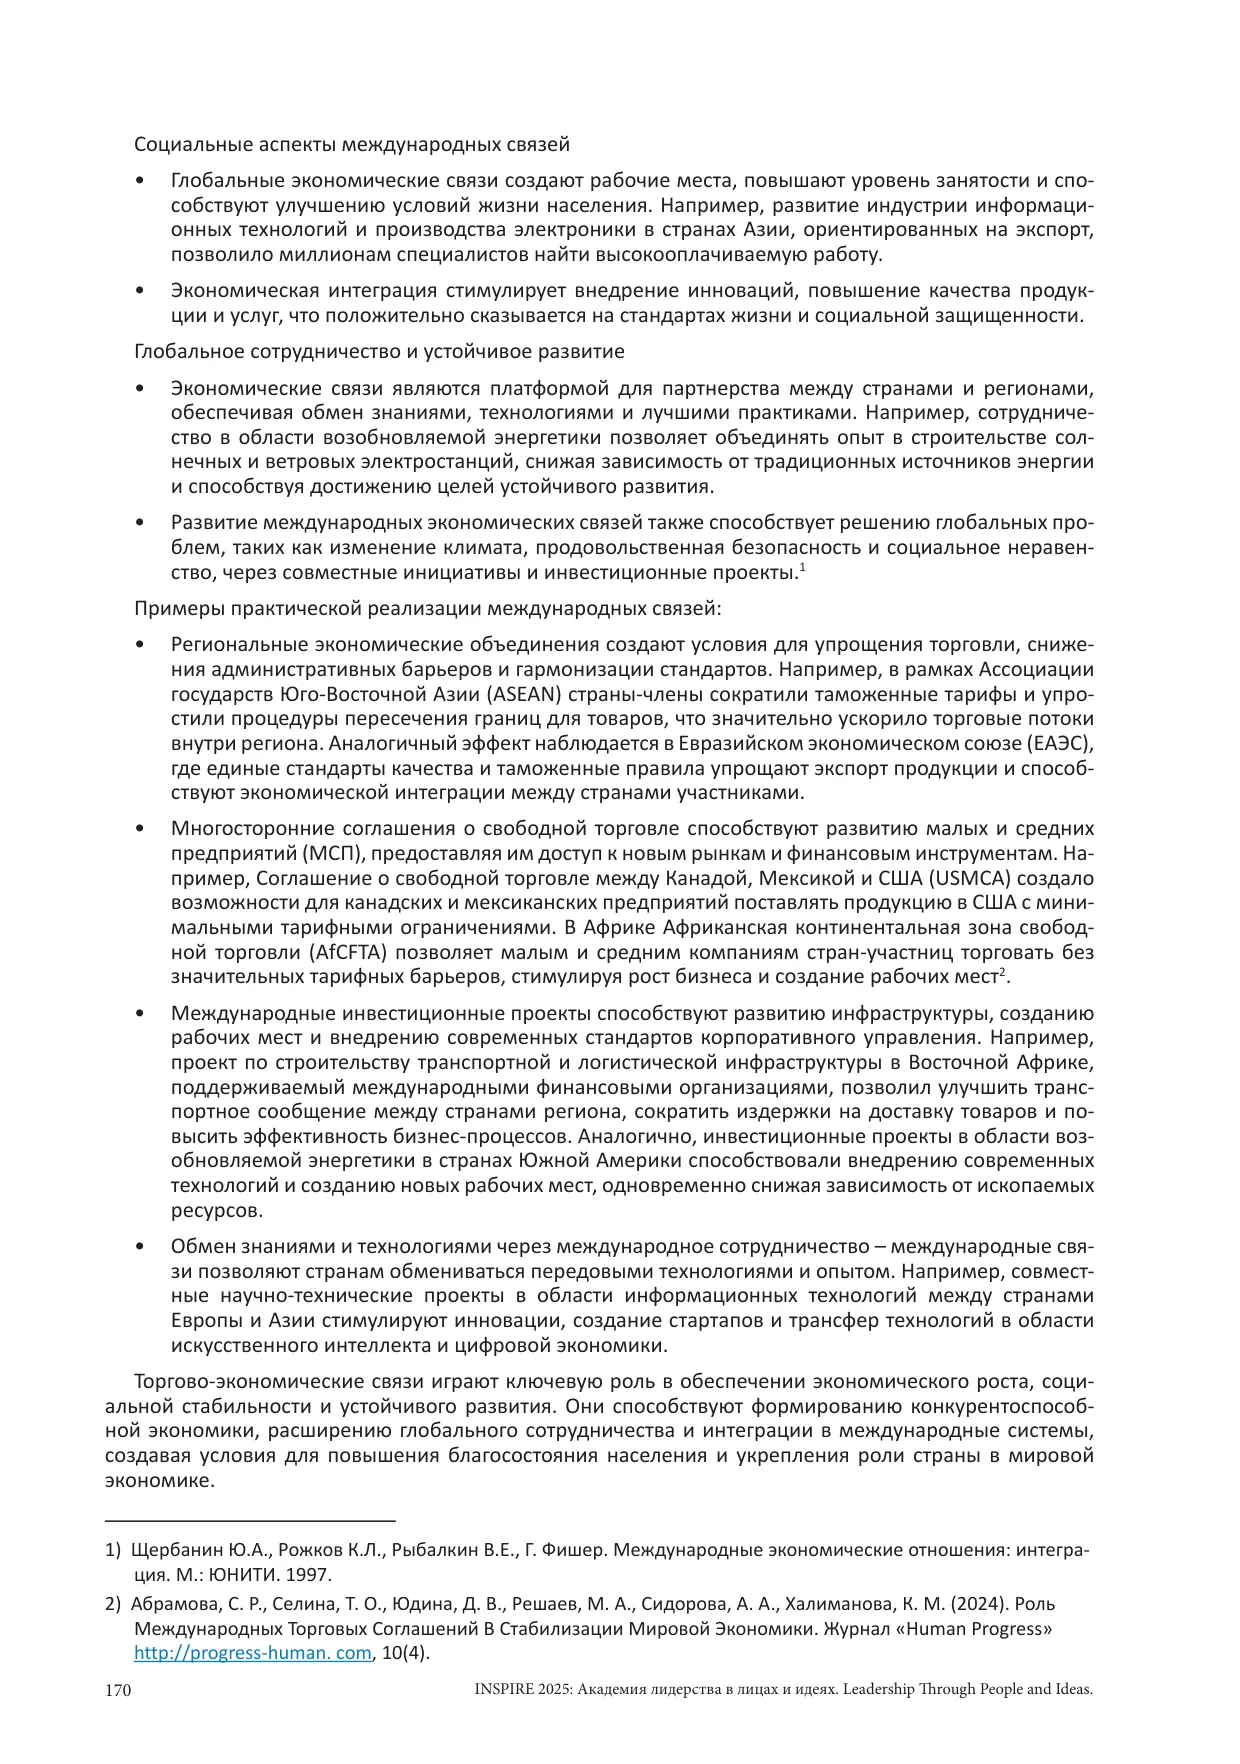 Социальные аспекты международных связей
• Глобальные экономические связи создают рабочие места, повышают уровень занятости и спо-
собствуют улучшению условий жизни населения. Например, развитие индустрии информаци-
онных технологий и производства электроники в странах Азии, ориентированных на экспорт,
позволило миллионам специалистов найти высокооплачиваемую работу.
• Экономическая интеграция стимулирует внедрение инноваций, повышение качества продук-
ции и услуг, что положительно сказывается на стандартах жизни и социальной защищенности.
Глобальное сотрудничество и устойчивое развитие
• Экономические связи являются платформой для партнерства между странами и регионами,
обеспечивая обмен знаниями, технологиями и лучшими практиками. Например, сотрудниче-
ство в области возобновляемой энергетики позволяет объединять опыт в строительстве сол-
нечных и ветровых электростанций, снижая зависимость от традиционных источников энергии
и способствуя достижению целей устойчивого развития.
• Развитие международных экономических связей также способствует решению глобальных про-
блем, таких как изменение климата, продовольственная безопасность и социальное неравен-
ство, через совместные инициативы и инвестиционные проекты.1
Примеры практической реализации международных связей:
• Региональные экономические объединения создают условия для упрощения торговли, сниже-
ния административных барьеров и гармонизации стандартов. Например, в рамках Ассоциации
государств Юго-Восточной Азии (ASEAN) страны-члены сократили таможенные тарифы и упро-
стили процедуры пересечения границ для товаров, что значительно ускорило торговые потоки
внутри региона. Аналогичный эффект наблюдается в Евразийском экономическом союзе (ЕАЭС),
где единые стандарты качества и таможенные правила упрощают экспорт продукции и способ-
ствуют экономической интеграции между странами участниками.
• Многосторонние соглашения о свободной торговле способствуют развитию малых и средних
предприятий (МСП), предоставляя им доступ к новым рынкам и финансовым инструментам. На-
пример, Соглашение о свободной торговле между Канадой, Мексикой и США (USMCA) создало
возможности для канадских и мексиканских предприятий поставлять продукцию в США с мини-
мальными тарифными ограничениями. В Африке Африканская континентальная зона свобод-
ной торговли (AfCFTA) позволяет малым и средним компаниям стран-участниц торговать без
значительных тарифных барьеров, стимулируя рост бизнеса и создание рабочих мест2.
• Международные инвестиционные проекты способствуют развитию инфраструктуры, созданию
рабочих мест и внедрению современных стандартов корпоративного управления. Например,
проект по строительству транспортной и логистической инфраструктуры в Восточной Африке,
поддерживаемый международными финансовыми организациями, позволил улучшить транс-
портное сообщение между странами региона, сократить издержки на доставку товаров и по-
высить эффективность бизнес-процессов. Аналогично, инвестиционные проекты в области воз-
обновляемой энергетики в странах Южной Америки способствовали внедрению современных
технологий и созданию новых рабочих мест, одновременно снижая зависимость от ископаемых
ресурсов.
• Обмен знаниями и технологиями через международное сотрудничество – международные свя-
зи позволяют странам обмениваться передовыми технологиями и опытом. Например, совмест-
ные научно-технические проекты в области информационных технологий между странами
Европы и Азии стимулируют инновации, создание стартапов и трансфер технологий в области
искусственного интеллекта и цифровой экономики.
Торгово-экономические связи играют ключевую роль в обеспечении экономического роста, соци-
альной стабильности и устойчивого развития. Они способствуют формированию конкурентоспособ-
ной экономики, расширению глобального сотрудничества и интеграции в международные системы,
создавая условия для повышения благосостояния населения и укрепления роли страны в мировой
экономике.
1) Щербанин Ю.А., Рожков К.Л., Рыбалкин В.Е., Г. Фишер. Международные экономические отношения: интегра-
ция. М.: ЮНИТИ. 1997.
2) Абрамова, С. Р., Селина, Т. О., Юдина, Д. В., Решаев, М. А., Сидорова, А. А., Халиманова, К. М. (2024). Роль
Международных Торговых Соглашений В Стабилизации Мировой Экономики. Журнал «Human Progress»
http://progress-human. com, 10(4).
170 INSPIRE 2025: Академия лидерства в лицах и идеях. Leadership Through People and Ideas.